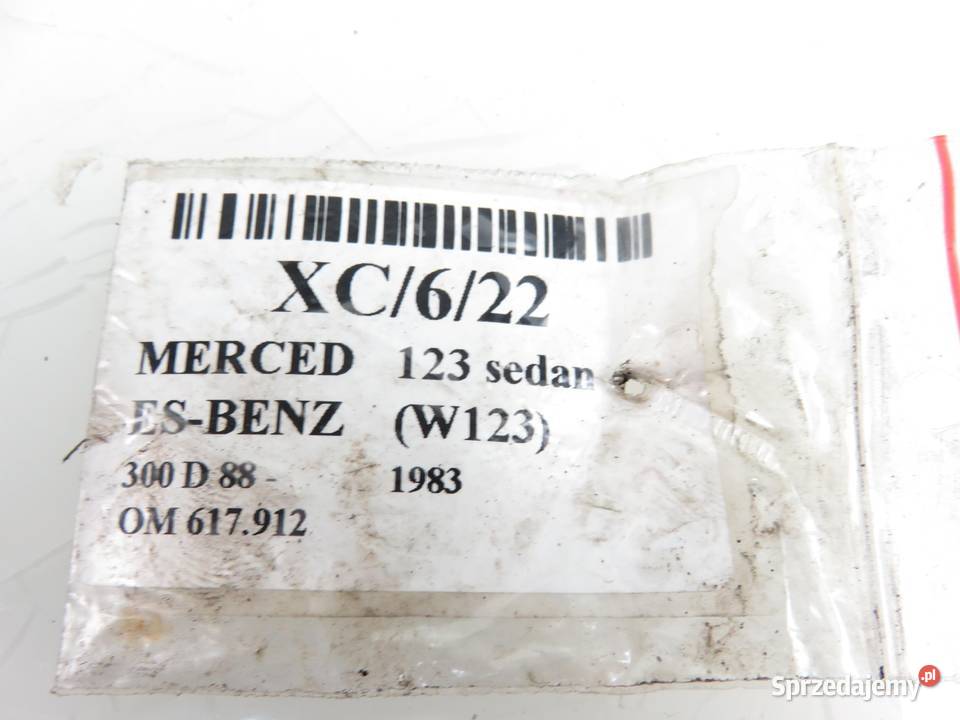 XC/6/22
MERCED 123 sedan
ES-BENZ (W123)
300 D 88 - 1983
OM 617.912
Sprzedajemy.pl